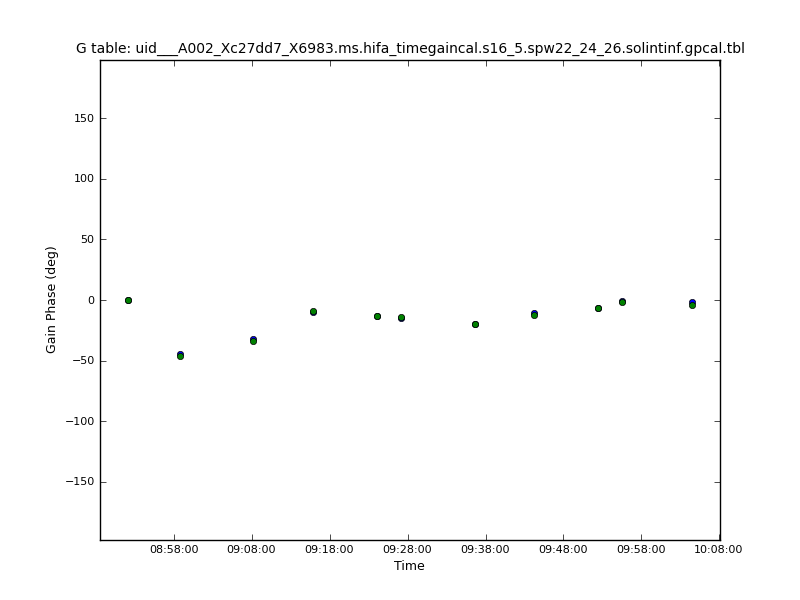 G table: uid___A002_Xc27dd7_X6983.ms.hifa_timegaincal.s16_5.spw22_24_26.solintinf.gpcal.tbl
150
100
50
0
−50
−100
−150
Gain Phase (deg)
08:58:00 09:08:00 09:18:00 09:28:00 09:38:00 09:48:00 09:58:00 10:08:00
Time